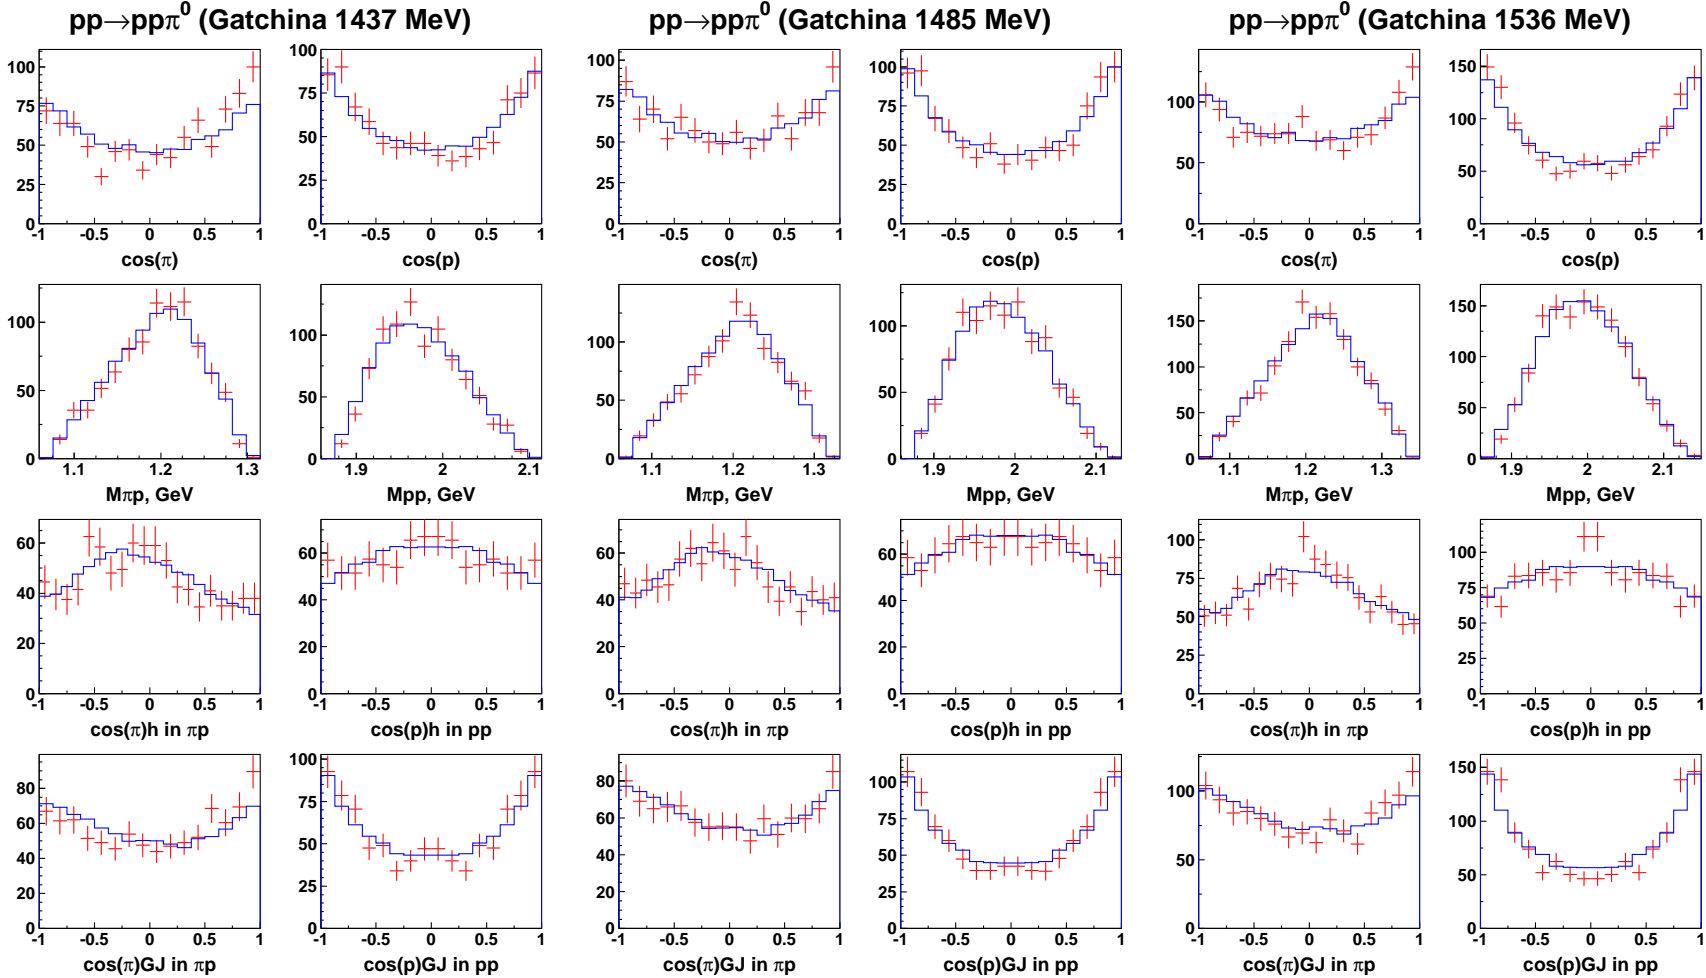 pp→ppπ⁰ (Gatchina 1437 MeV) pp→ppπ⁰ (Gatchina 1485 MeV) pp→ppπ⁰ (Gatchina 1536 MeV)
100 75 50 25 0 -1 -0.5 0 0.5 1 cos(π)
100 75 50 25 0 -1 -0.5 0 0.5 1 cos(p)
100 75 50 25 0 -1 -0.5 0 0.5 1 cos(π)
100 75 50 25 0 -1 -0.5 0 0.5 1 cos(p)
100 50 0 -1 -0.5 0 0.5 1 cos(π)
150 100 50 0 -1 -0.5 0 0.5 1 cos(p)
100 50 0 1.1 1.2 1.3 Mπp, GeV
100 50 0 1.9 2 2.1 Mpp, GeV
100 50 0 1.1 1.2 1.3 Mπp, GeV
100 50 0 1.9 2 2.1 Mpp, GeV
150 100 50 0 1.1 1.2 1.3 Mπp, GeV
150 100 50 0 1.9 2 2.1 Mpp, GeV
60 40 20 0 -1 -0.5 0 0.5 1 cos(π)h in πp
60 40 20 0 -1 -0.5 0 0.5 1 cos(p)h in pp
60 40 20 0 -1 -0.5 0 0.5 1 cos(π)h in πp
60 40 20 0 -1 -0.5 0 0.5 1 cos(p)h in pp
100 75 50 25 0 -1 -0.5 0 0.5 1 cos(π)h in πp
100 75 50 25 0 -1 -0.5 0 0.5 1 cos(p)h in pp
80 60 40 20 0 -1 -0.5 0 0.5 1 cos(π)GJ in πp
100 75 50 25 0 -1 -0.5 0 0.5 1 cos(p)GJ in pp
80 60 40 20 0 -1 -0.5 0 0.5 1 cos(π)GJ in πp
100 75 50 25 0 -1 -0.5 0 0.5 1 cos(p)GJ in pp
100 50 0 -1 -0.5 0 0.5 1 cos(π)GJ in πp
150 100 50 0 -1 -0.5 0 0.5 1 cos(p)GJ in pp